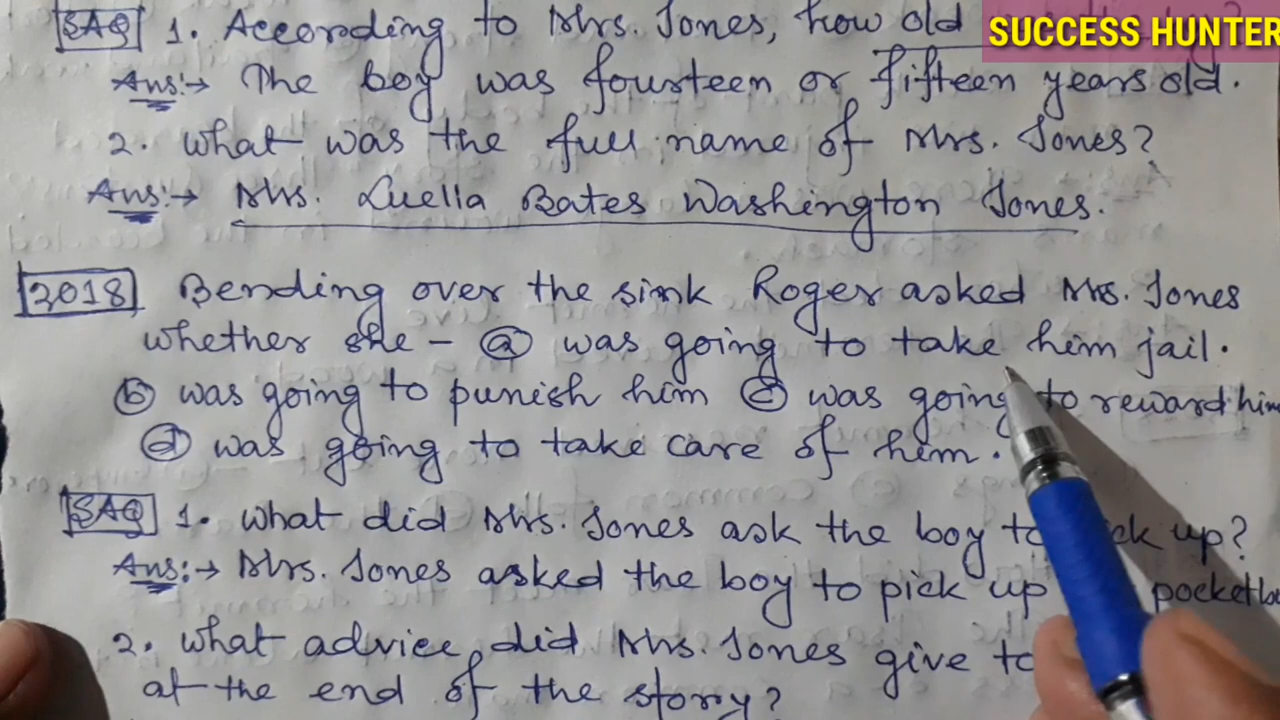 SAQ 1. According to Mrs. Jones, how old
SUCCESS HUNTER
Ans:→ The boy was fourteen or fifteen years old.
2. What was the full name of Mrs. Jones?
Ans:→ Mrs. Luella Bates Washington Jones.
2018 Bending over the sink Roger asked Mrs. Jones
whether she – (a) was going to take him jail.
(b) was going to punish him (c) was going to reward him
(d) was going to take care of him.
SAQ 1. What did Mrs. Jones ask the boy to up?
Ans:→ Mrs. Jones asked the boy to pick up
2. What advice did Mrs. Jones give to
at the end of the story?